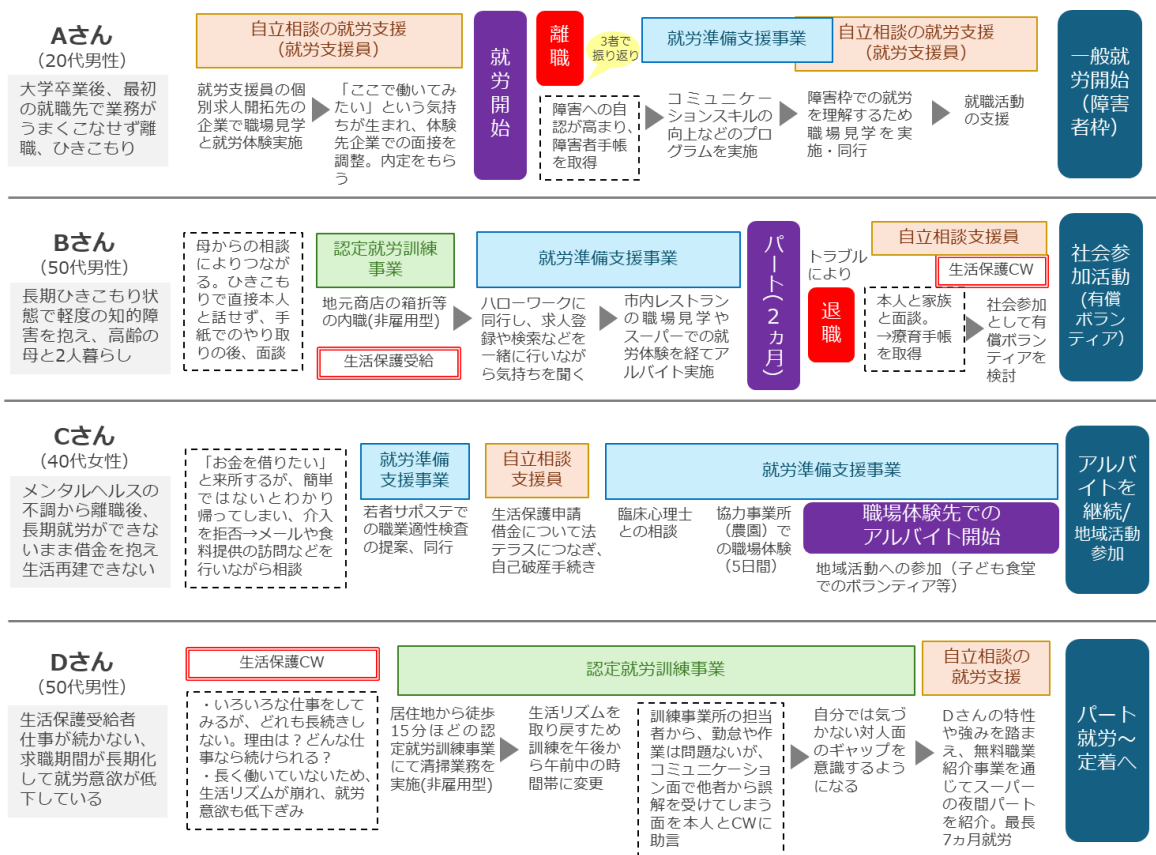 Aさん
(20代男性)
大学卒業後、最初
の就職先で業務が
うまくこなせず離
職、ひきこもり
自立相談の就労支援
(就労支援員)
就労支援員の個
別求人開拓先の
企業で職場見学
と就労体験実施
「ここで働いてみ
たい」という気持
ちが生まれ、体験
先企業での面接を
調整。内定をもら
う
就労開始
離職
3者で
振り返り
障害への自
認が高まり、
障害者手帳
を取得
就労準備支援事業
コミュニケー
ションスキルの
向上などのプロ
グラムを実施
自立相談の就労支援
(就労支援員)
障害枠での就労
を理解するため
職場見学を実
施・同行
就職活動
の支援
一般就
労開始
(障害
者枠)
Bさん
(50代男性)
長期ひきこもり状
態で軽度の知的障
害を抱え、高齢の
母と2人暮らし
母からの相談
によりつなが
る。ひきこも
りで直接本人
と話せず、手
紙でのやり取
りの後、面談
認定就労訓練
事業
地元商店の箱折等
の内職(非雇用型)
生活保護受給
就労準備支援事業
ハローワークに
同行し、求人登
録や検索などを
一緒に行いなが
ら気持ちを聞く
市内レストラン
の職場見学や
スーパーでの就
労体験を経てア
ルバイト実施
パート(2ヵ月)
トラブル
により
退職
自立相談支援員
生活保護CW
本人と家族
と面談。
→療育手帳
を取得
社会参加
として有
償ボラン
ティアを
検討
社会参
加活動
(有償
ボラン
ティア)
Cさん
(40代女性)
メンタルヘルスの
不調から離職後、
長期就労ができな
いまま借金を抱え
生活再建できない
「お金を借りたい」
と来所するが、簡単
ではないとわかり
帰ってしまい、介入
を拒否→メールや食
料提供の訪問などを
行いながら相談
就労準備
支援事業
若者サポステで
の職業適性検査
の提案、同行
自立相談
支援員
生活保護申請
借金について法
テラスにつなぎ、
自己破産手続き
就労準備支援事業
臨床心理士
との相談
協力事業所
(農園)で
の職場体験
(5日間)
職場体験先での
アルバイト開始
地域活動への参加(子ども食堂
でのボランティア等)
アルバ
イトを
継続/
地域活動
参加
Dさん
(50代男性)
生活保護受給者
仕事が続かない、
求職期間が長期
化して就労意欲が低
下している
生活保護CW
・いろいろな仕事をして
みるが、どれも長続きし
ない。理由は?どんな仕
事なら続けられる?
・長く働いていないため、
生活リズムが崩れ、就労
意欲も低下ぎみ
認定就労訓練事業
居住地から徒歩
15分ほどの認
定就労訓練事業
にて清掃業務を
実施(非雇用型)
生活リズムを
取り戻すため
訓練を午後か
ら午前中の時
間帯に変更
訓練事業所の担当
者から、勤怠や作
業は問題ないが、
コミュニケーショ
ン面で他者から誤
解を受けてしまう
面を本人とCWに
助言
自分では気づ
かない対人面
のギャップを
意識するよう
になる
自立相談の
就労支援
Dさんの特性
や強みを踏ま
え、無料職業
紹介事業を通
じてスーパー
の夜間パート
を紹介。最長
7ヵ月就労
パート
就労~
定着へ